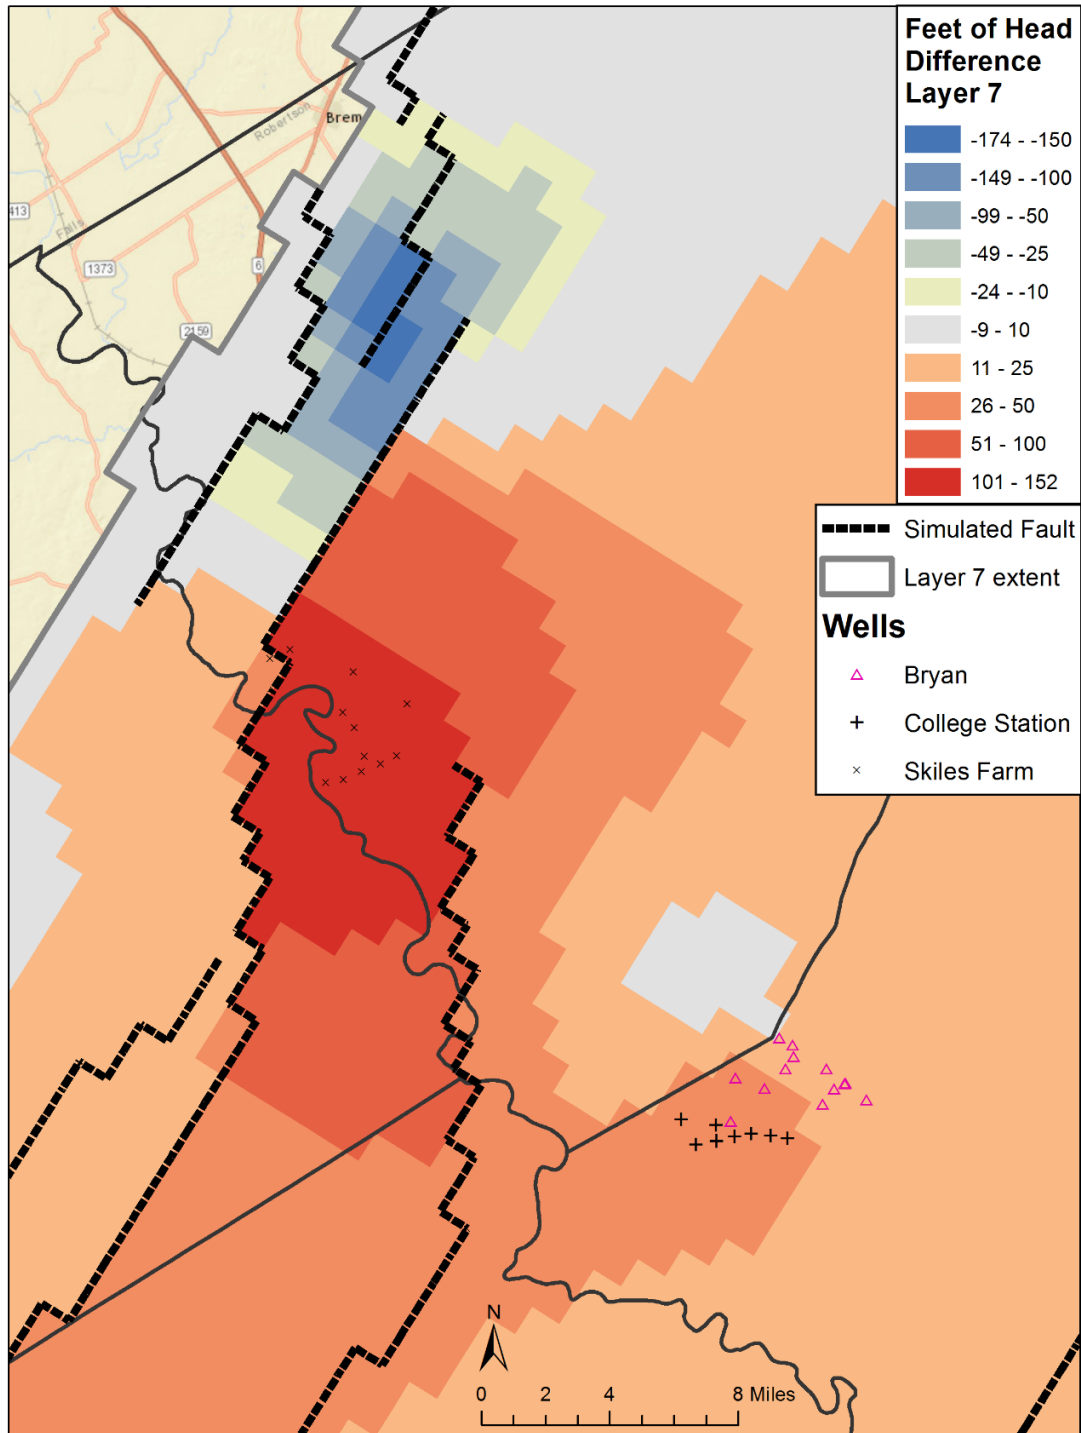 Feet of Head
Difference
Layer 7
-174 - -150
-149 - -100
-99 - -50
-49 - -25
-24 - -10
-9 - 10
11 - 25
26 - 50
51 - 100
101 - 152
Simulated Fault
Layer 7 extent
Wells
Bryan
College Station
Skiles Farm
Robertson
Brem
413
Falls
1373
6
2159
N
0 2 4 8 Miles